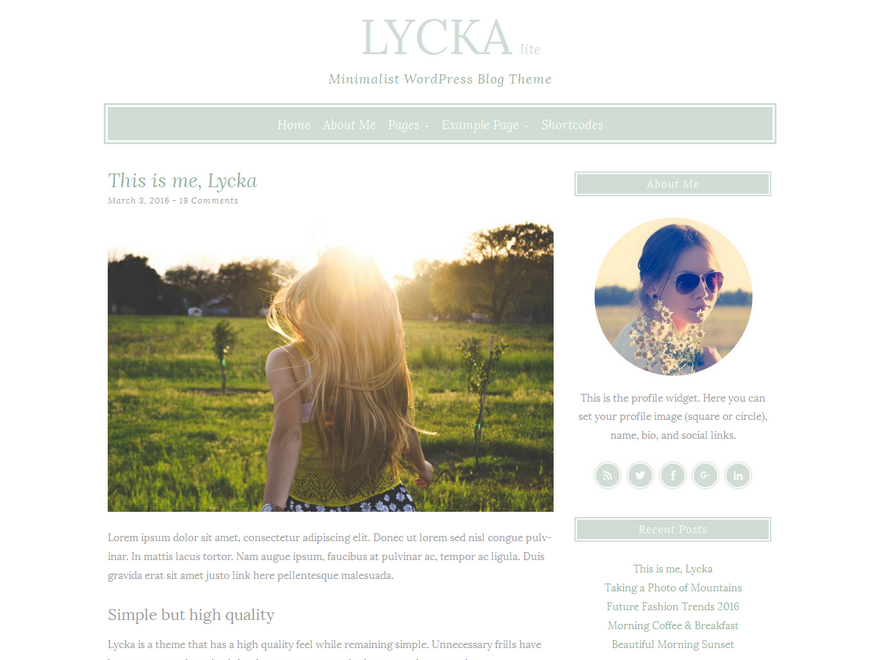 LYCKA lite
Minimalist WordPress Blog Theme
Home About Me Pages Example Page Shortcodes
This is me, Lycka
March 3, 2016 - 19 Comments
Lorem ipsum dolor sit amet, consectetur adipiscing elit. Donec ut lorem sed nisl congue pulv-
inar. In mattis lacus tortor. Nam augue ipsum, faucibus at pulvinar ac, tempor ac ligula. Duis
gravida erat sit amet justo link here pellentesque malesuada.
Simple but high quality
Lycka is a theme that has a high quality feel while remaining simple. Unnecessary frills have
About Me
This is the profile widget. Here you can
set your profile image (square or circle),
name, bio, and social links.
G+ in
Recent Posts
This is me, Lycka
Taking a Photo of Mountains
Future Fashion Trends 2016
Morning Coffee & Breakfast
Beautiful Morning Sunset